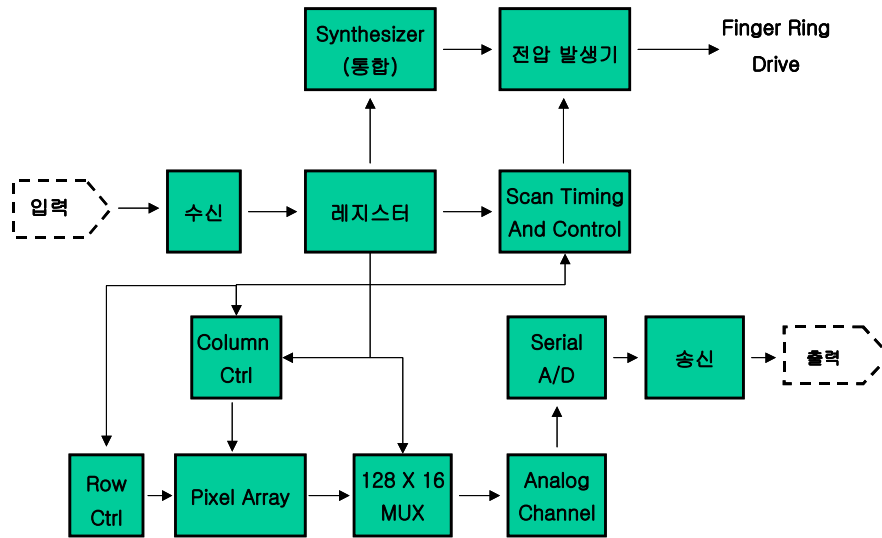 Synthesizer
(통합)
전압 발생기
Finger Ring
Drive
입력
수신
레지스터
Scan Timing
And Control
Column
Ctrl
Serial
A/D
송신
출력
Row
Ctrl
Pixel Array
128 X 16
MUX
Analog
Channel